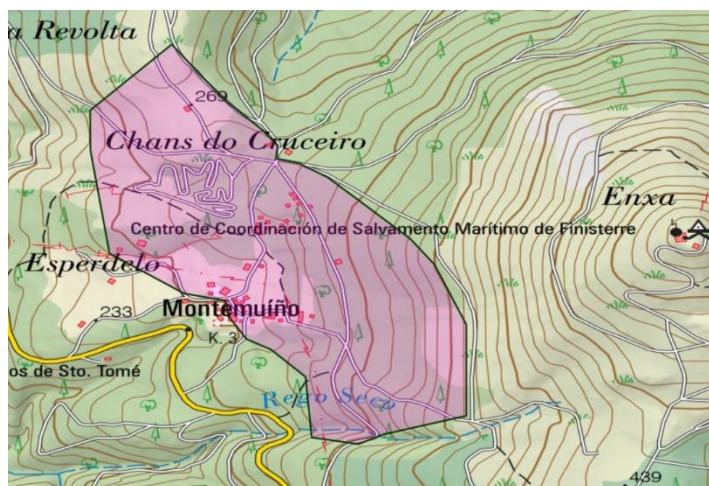 a Revolta
269
Chans do Cruceiro
Enxa
Centro de Coordinación de Salvamento Marítimo de Finisterre
Esperdelo
Montemuíño
233
K. 3
os de Sto. Tomé
Rego Seco
439